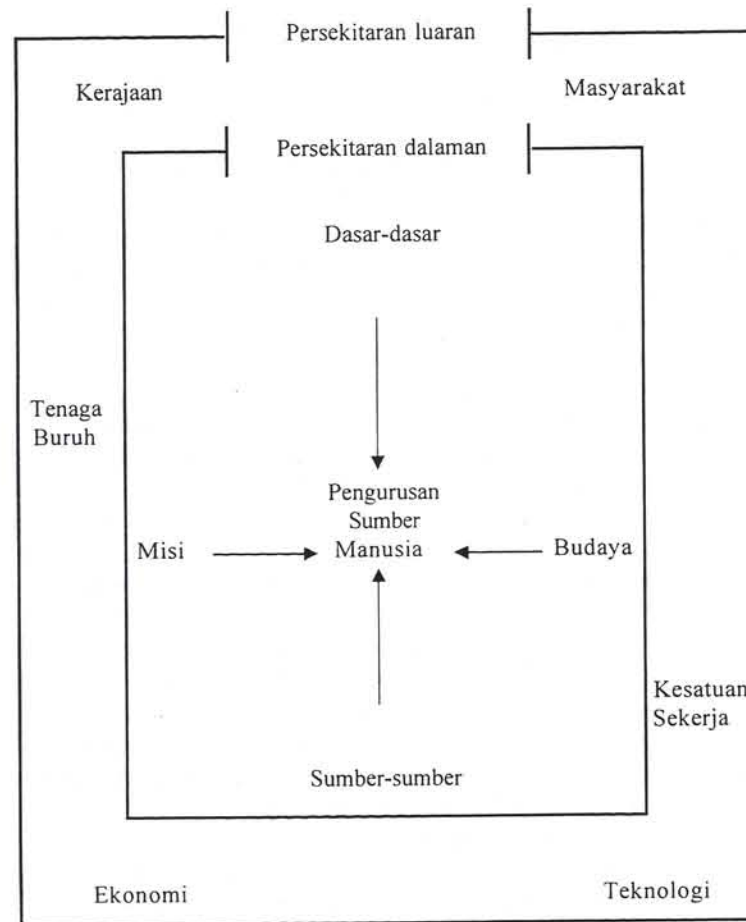 Persekitaran luaran
Kerajaan
Masyarakat
Persekitaran dalaman
Dasar-dasar
Tenaga
Buruh
Pengurusan
Sumber
Manusia
Misi
Budaya
Kesatuan
Sekerja
Sumber-sumber
Ekonomi
Teknologi